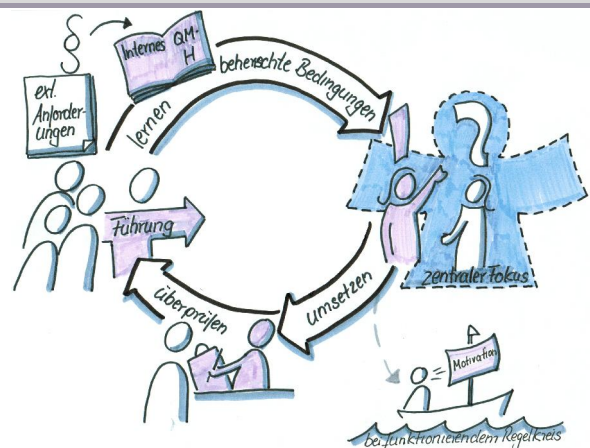 §
ext.
Anforder-
ungen
Internes QM-
H
lernen
beherrschte Bedingungen
!
?
zentraler Fokus
Führung
umsetzen
überprüfen
Motivation
bei funktionierendem Regelkreis